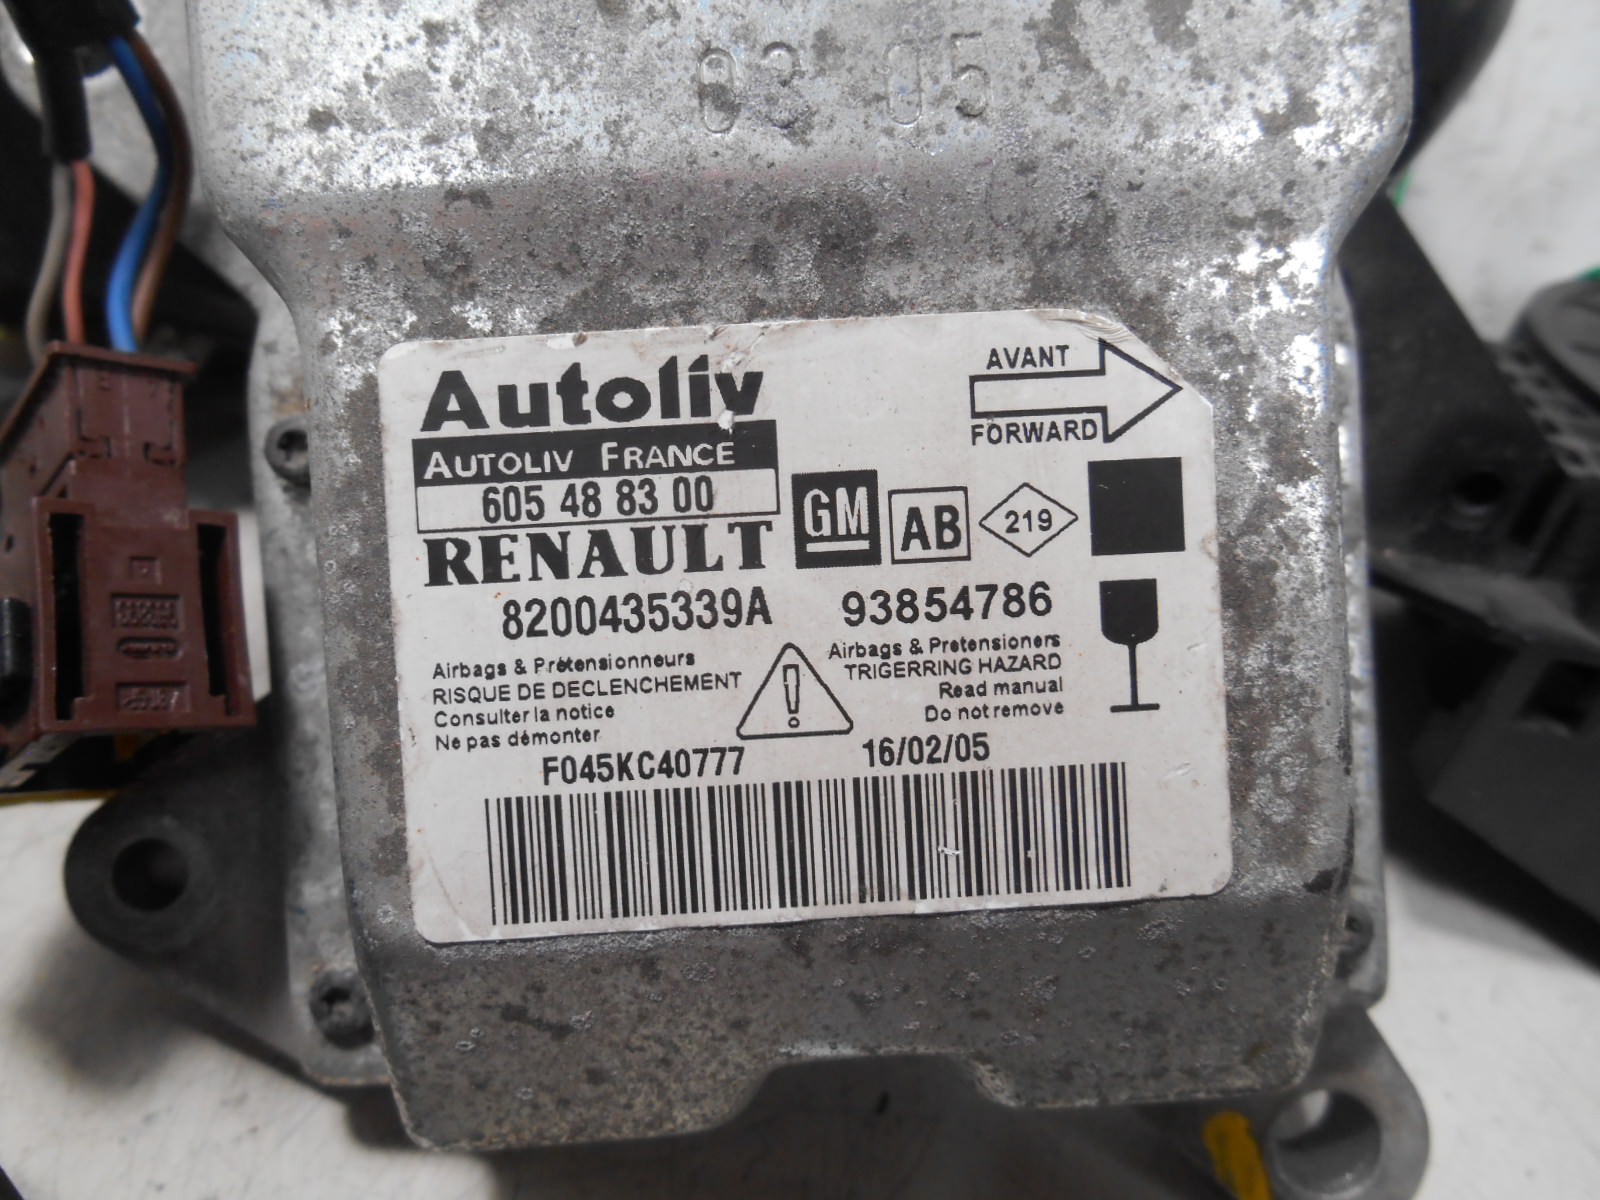 03 05
Autoliv
AUTOLIV FRANCE
605 48 83 00
RENAULT
8200435339A
AVANT
FORWARD
GM
AB
219
93854786
Airbags & Prétensionneurs
RISQUE DE DECLENCHEMENT
Consulter la notice
Ne pas démonter
Airbags & Pretensioners
TRIGERRING HAZARD
Read manual
Do not remove
F045KC40777 16/02/05